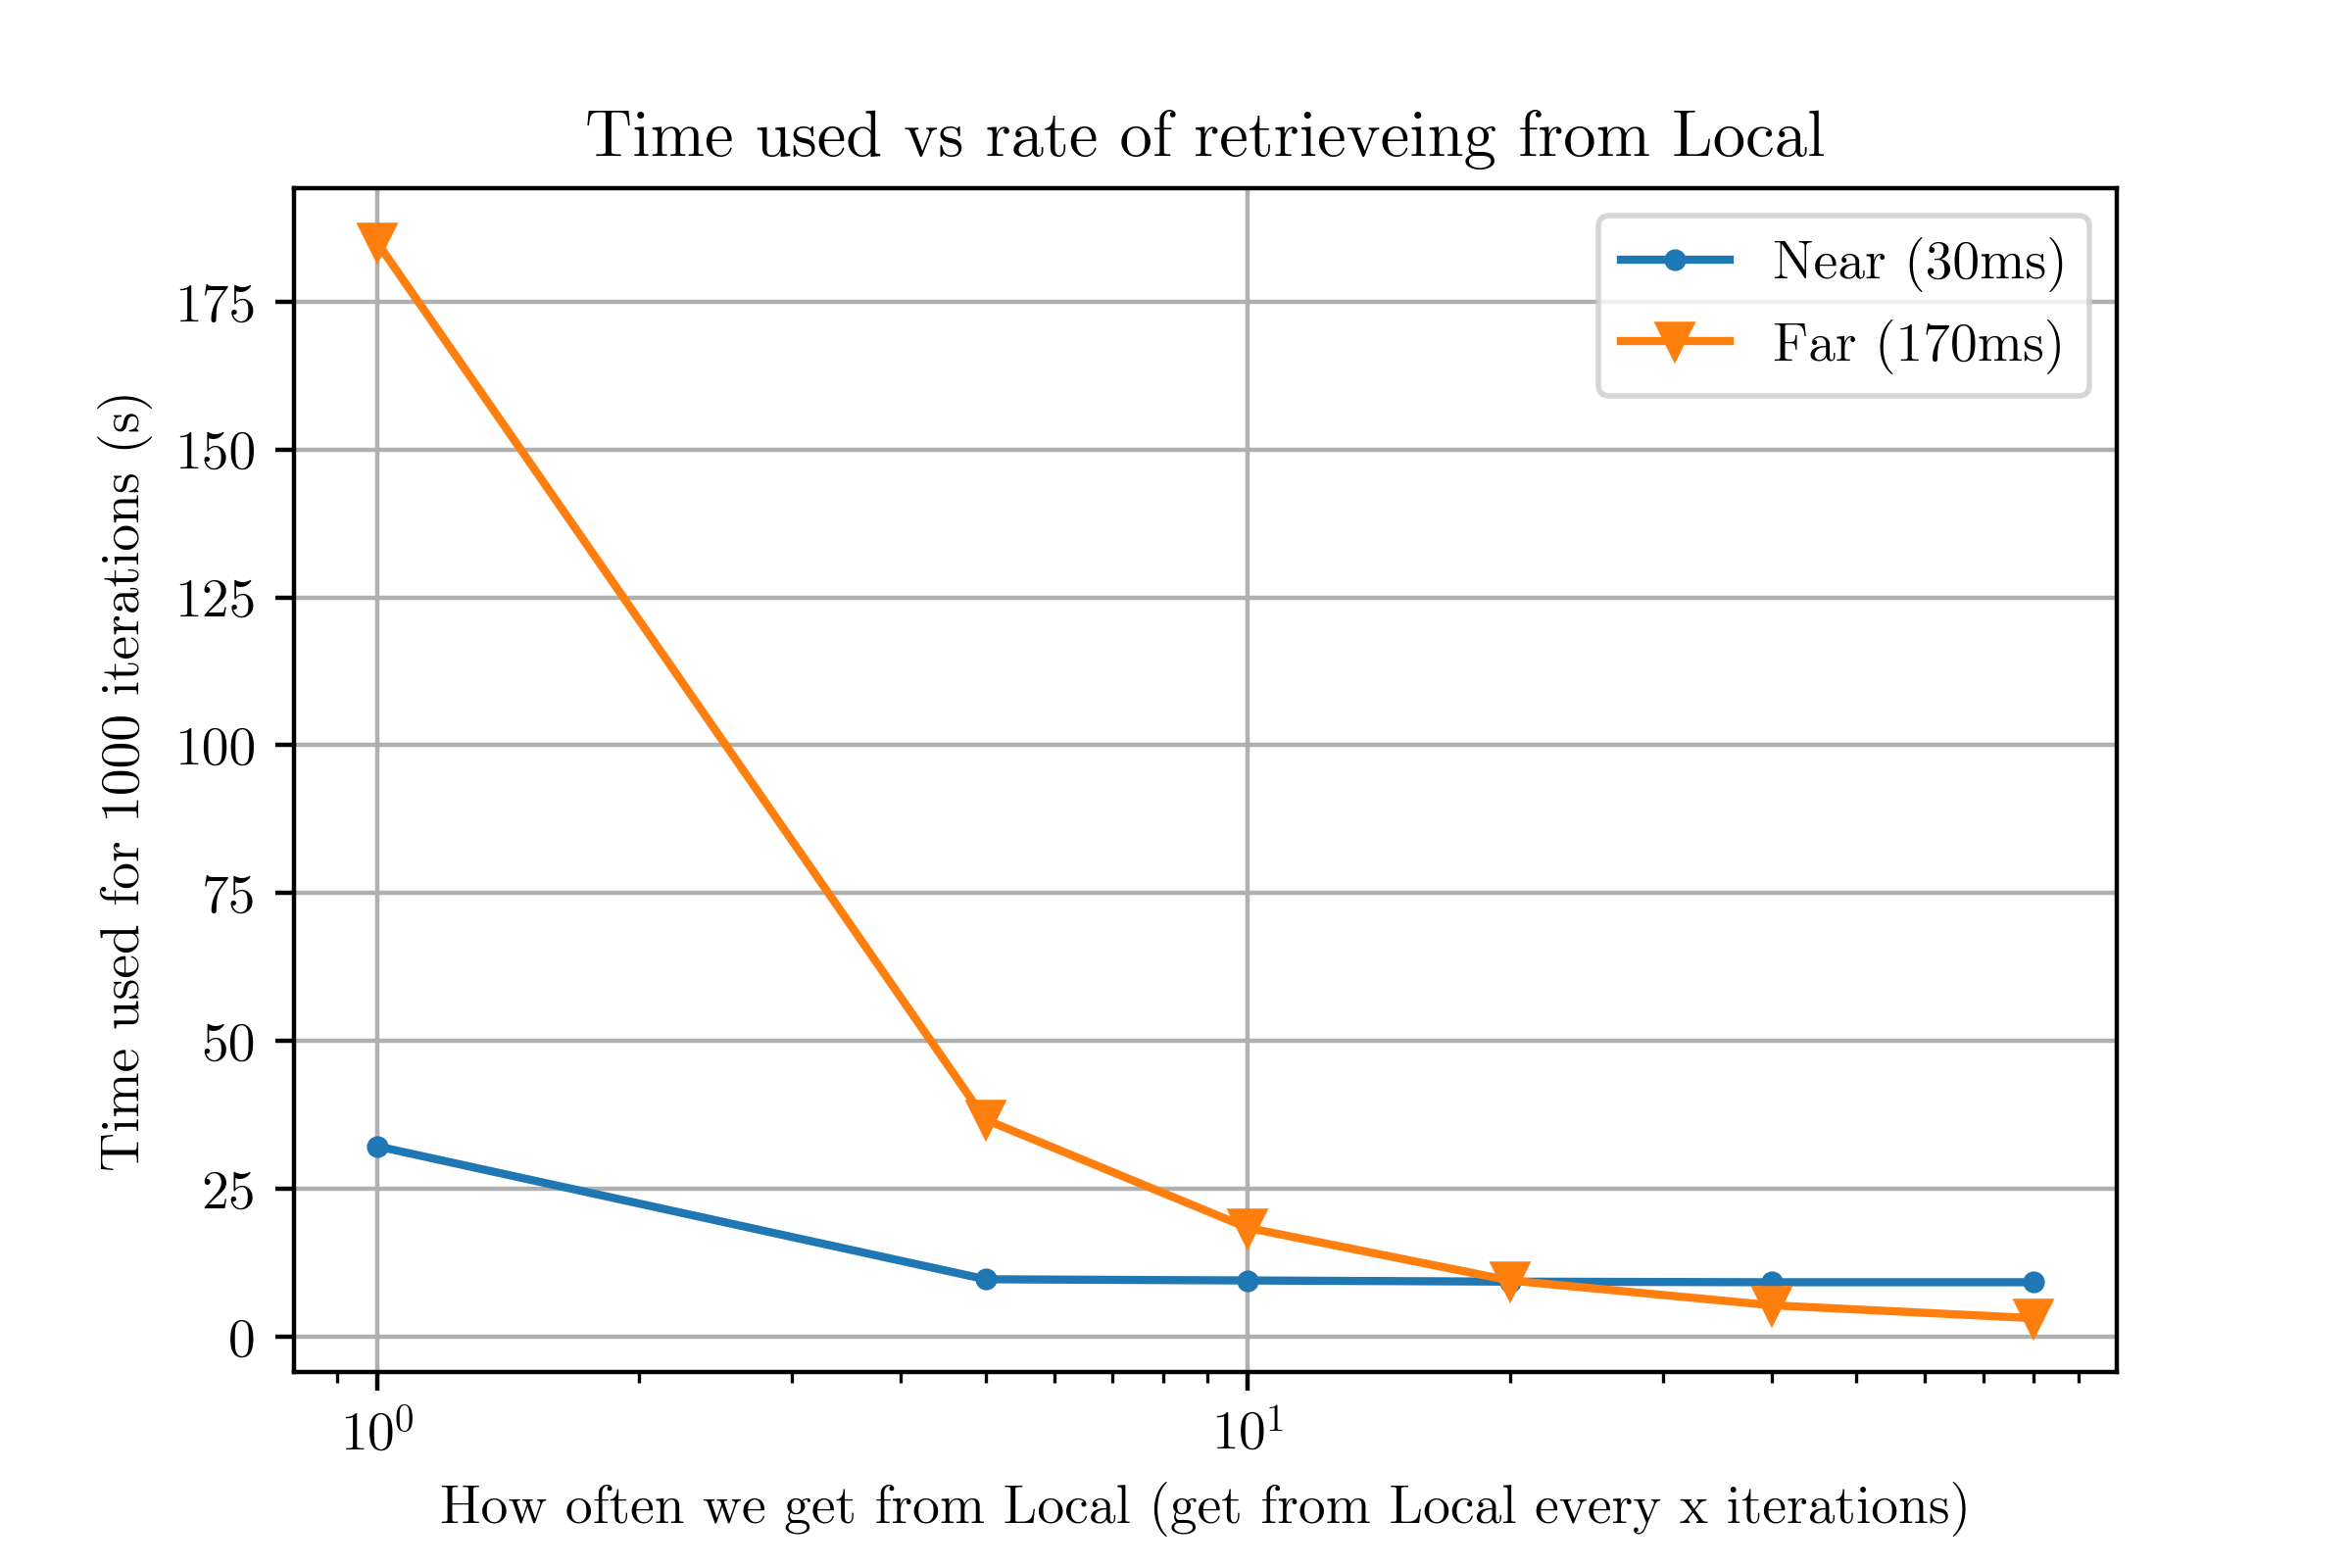 Time used vs rate of retrieveing from Local
Near (30ms)
Far (170ms)
Time used for 1000 iterations (s)
175
150
125
100
75
50
25
0
10⁰
10¹
How often we get from Local (get from Local every x iterations)